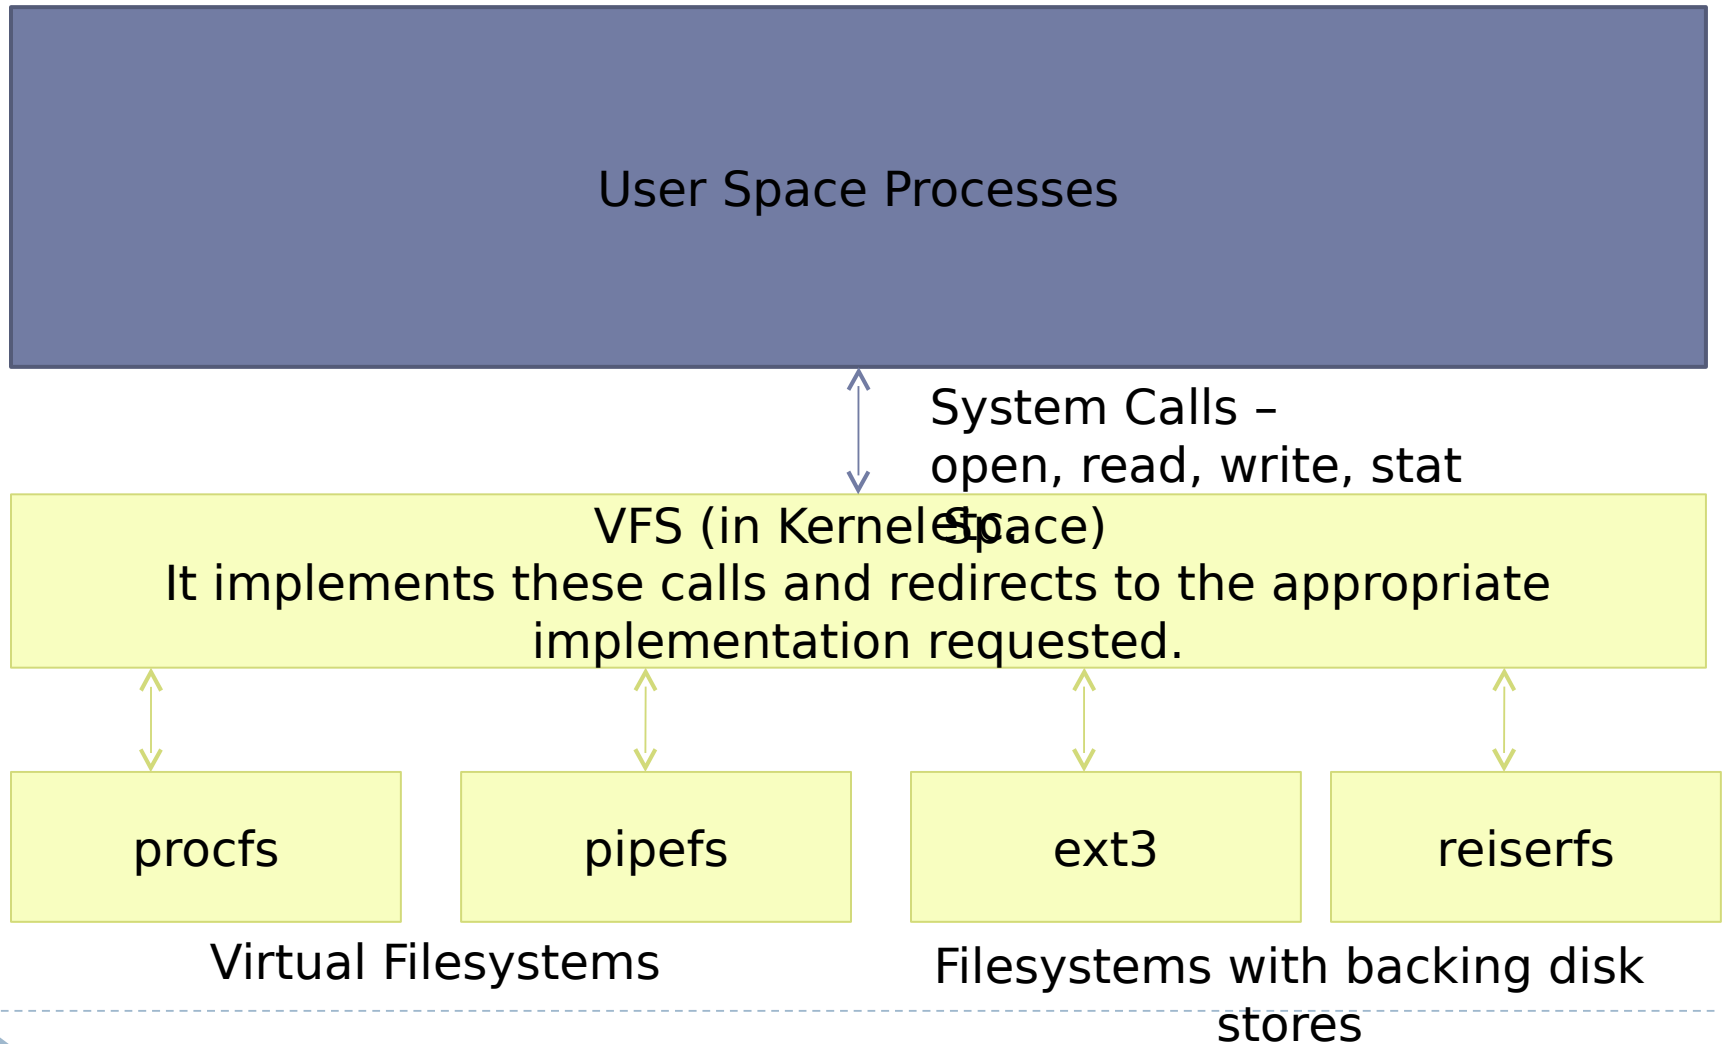 User Space Processes
System Calls –
open, read, write, stat
etc.
VFS (in Kernel Space)
It implements these calls and redirects to the appropriate
implementation requested.
procfs
pipefs
ext3
reiserfs
Virtual Filesystems
Filesystems with backing disk
stores